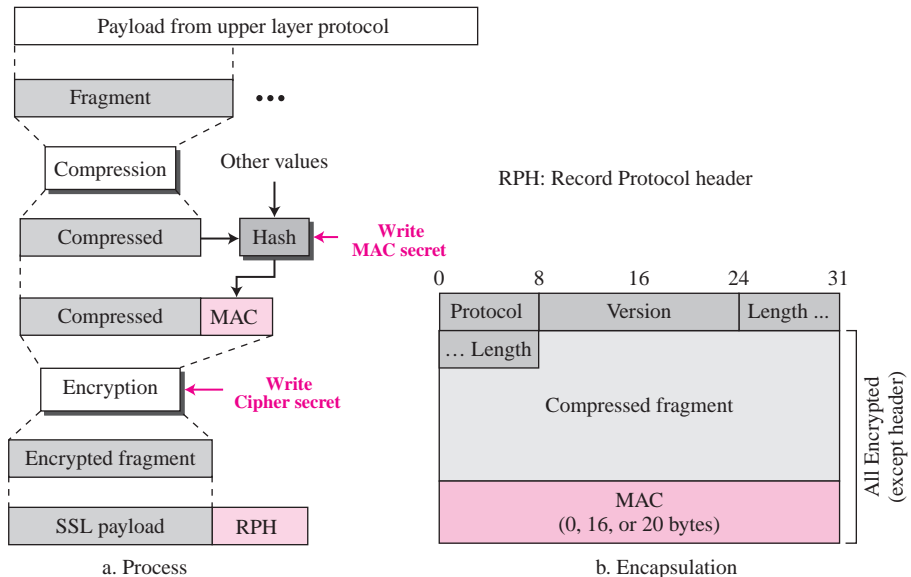 Payload from upper layer protocol
Fragment
•••
Compression
Other values
RPH: Record Protocol header
Compressed
Hash
Write
MAC secret
Compressed
MAC
0 8 16 24 31
Protocol
Version
Length ...
… Length
Encryption
Write
Cipher secret
Compressed fragment
All Encrypted
(except header)
Encrypted fragment
MAC
(0, 16, or 20 bytes)
SSL payload
RPH
a. Process
b. Encapsulation